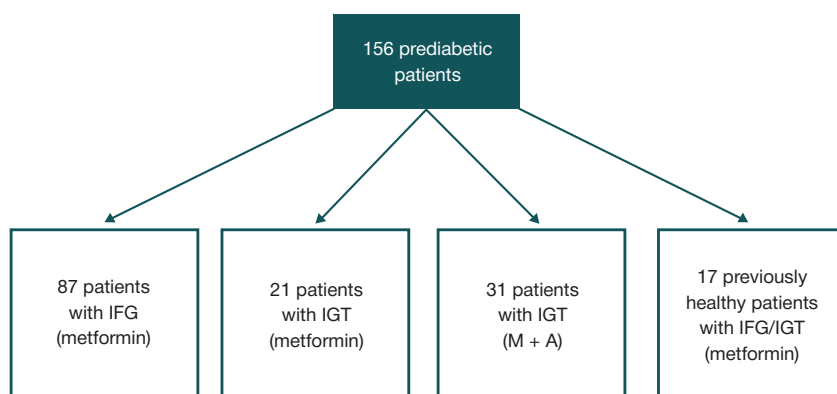 156 prediabetic
patients
87 patients
with IFG
(metformin)
21 patients
with IGT
(metformin)
31 patients
with IGT
(M + A)
17 previously
healthy patients
with IFG/IGT
(metformin)